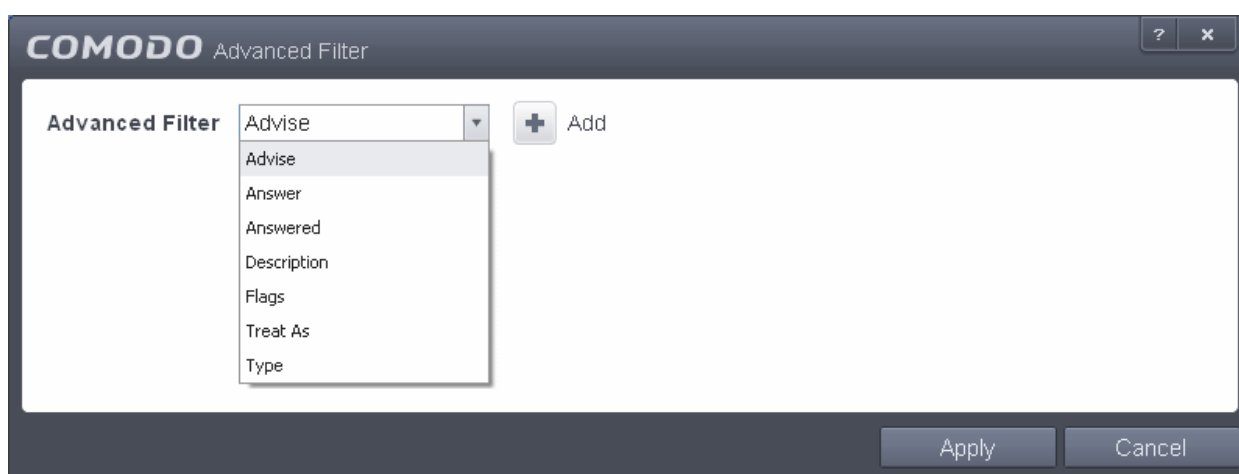 COMODO Advanced Filter ? x
Advanced Filter Advise + Add
Advise
Answer
Answered
Description
Flags
Treat As
Type
Apply Cancel